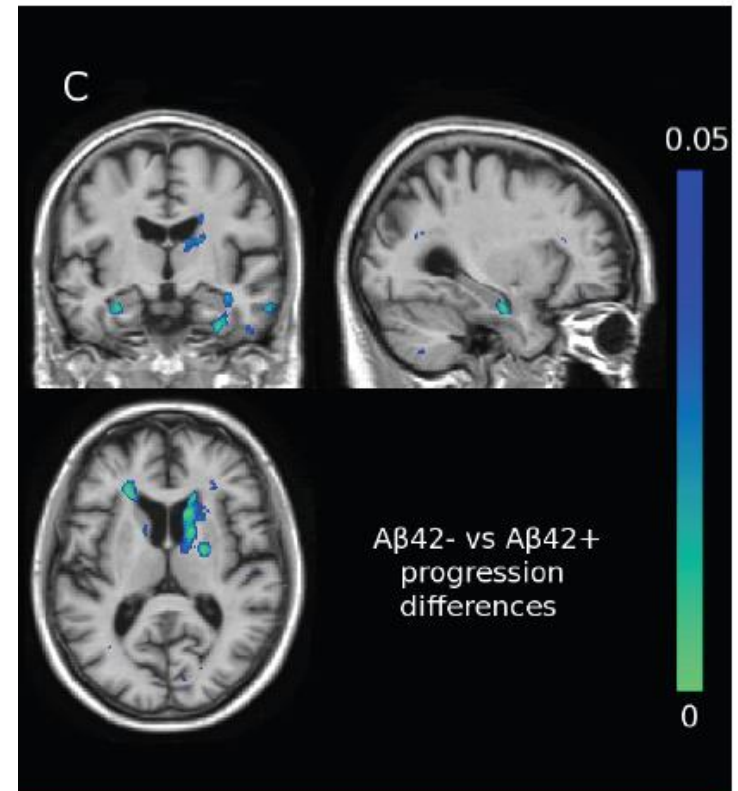 C
0.05
Aβ42- vs Aβ42+
progression
differences
0